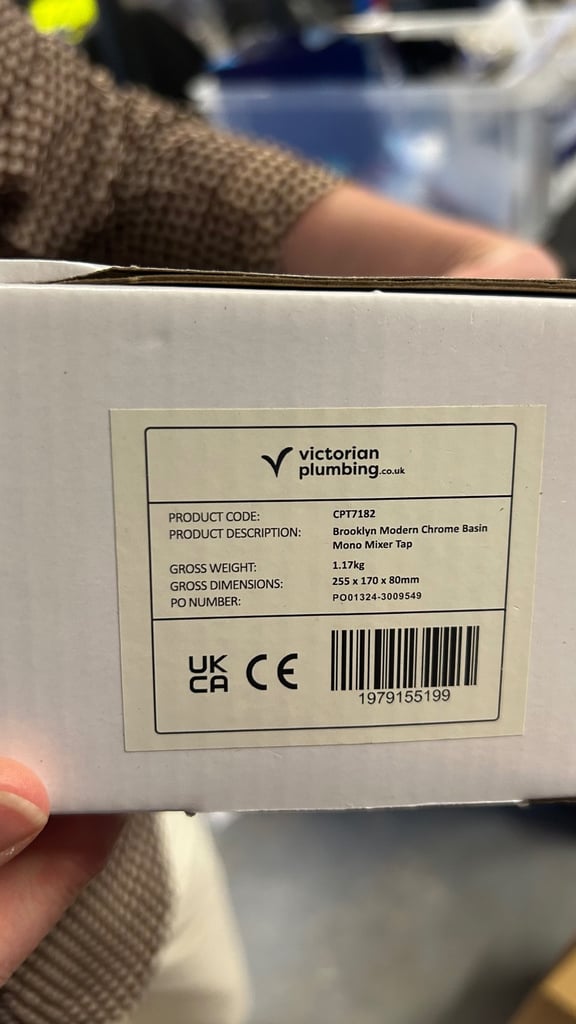 victorian
plumbing.co.uk
PRODUCT CODE: CPT7182
PRODUCT DESCRIPTION: Brooklyn Modern Chrome Basin
Mono Mixer Tap
GROSS WEIGHT: 1.17kg
GROSS DIMENSIONS: 255 x 170 x 80mm
PO NUMBER: PO01324-3009549
UK
CA CE
1979155199